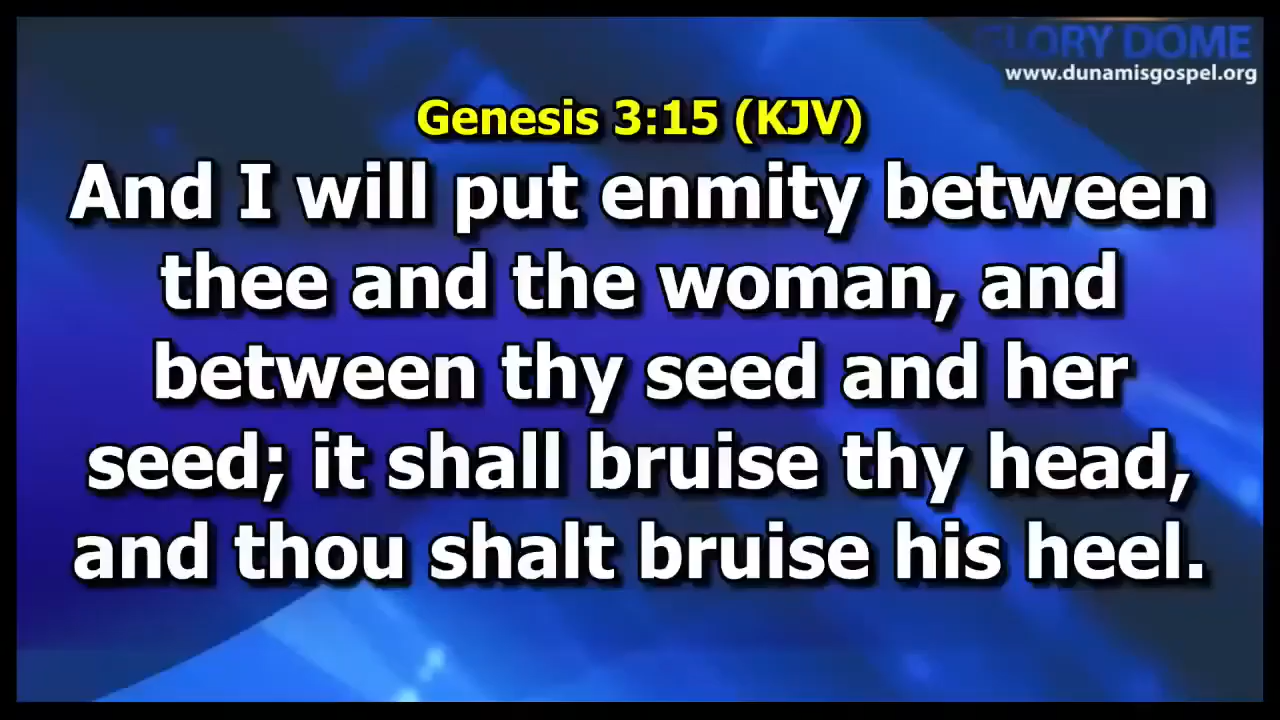 GLORY DOME
www.dunamisgospel.org
Genesis 3:15 (KJV)
And I will put enmity between
thee and the woman, and
between thy seed and her
seed; it shall bruise thy head,
and thou shalt bruise his heel.